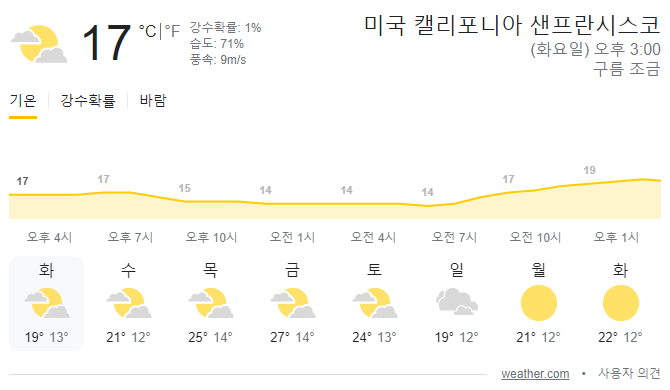 17 °C|°F
강수확률: 1%
습도: 71%
풍속: 9m/s
미국 캘리포니아 샌프란시스코
(화요일) 오후 3:00
구름 조금
기온 강수확률 바람
17 17 15 14 14 14 17 19
오후 4시 오후 7시 오후 10시 오전 1시 오전 4시 오전 7시 오전 10시 오후 1시
화 수 목 금 토 일 월 화
19° 13° 21° 12° 25° 14° 27° 14° 24° 13° 19° 12° 21° 12° 22° 12°
weather.com • 사용자 의견